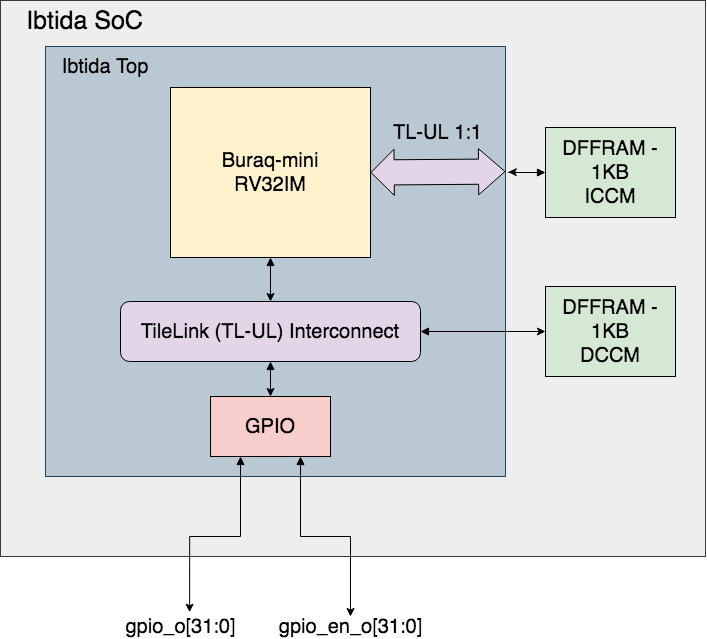 Ibtida SoC
Ibtida Top
Buraq-mini
RV32IM
TL-UL 1:1
DFFRAM -
1KB
ICCM
TileLink (TL-UL) Interconnect
DFFRAM -
1KB
DCCM
GPIO
gpio_o[31:0]
gpio_en_o[31:0]